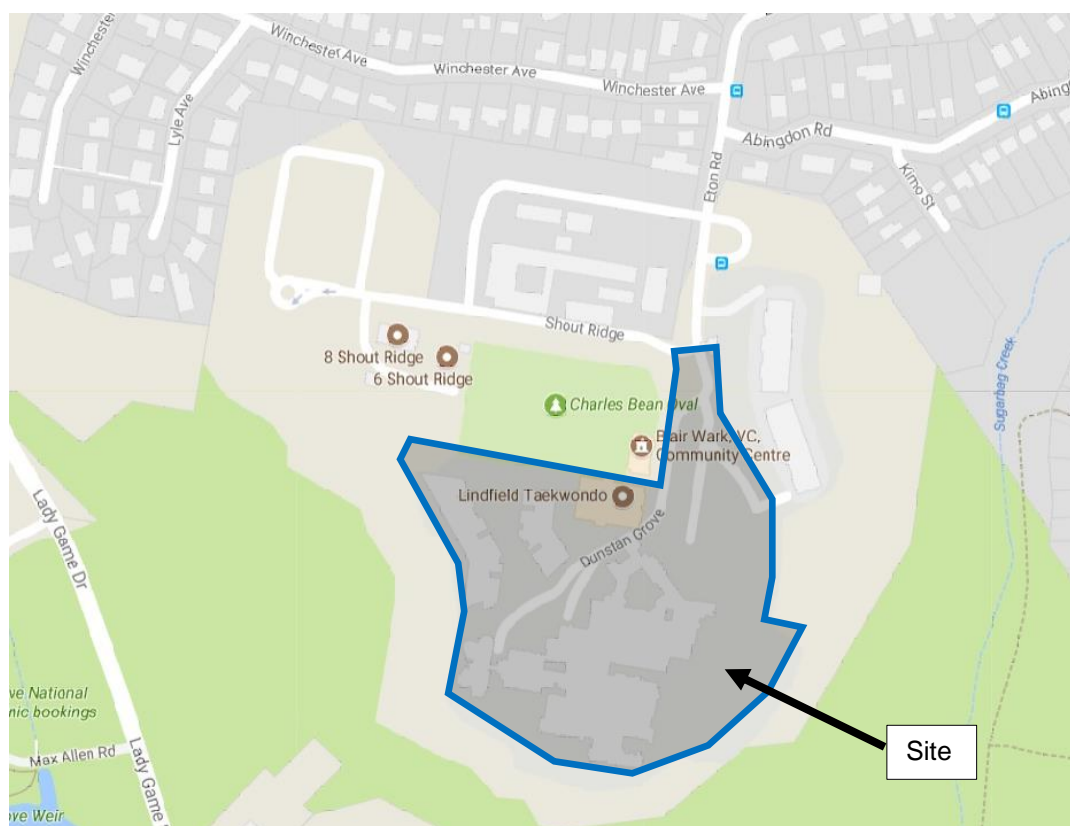 Winchester
Winchester Ave
Winchester Ave
Winchester Ave
Lyle Ave
Abingdon Rd
Abing
Eton Rd
Kimo St
Shout Ridge
8 Shout Ridge
6 Shout Ridge
Charles Bean Oval
Blair Wark, VC,
Community Centre
Lindfield Taekwondo
Dunstan Grove
Sugarbag Creek
Lady Game Dr
ve National
mic bookings
Max Allen Rd
Lady Game
Site
ove Weir